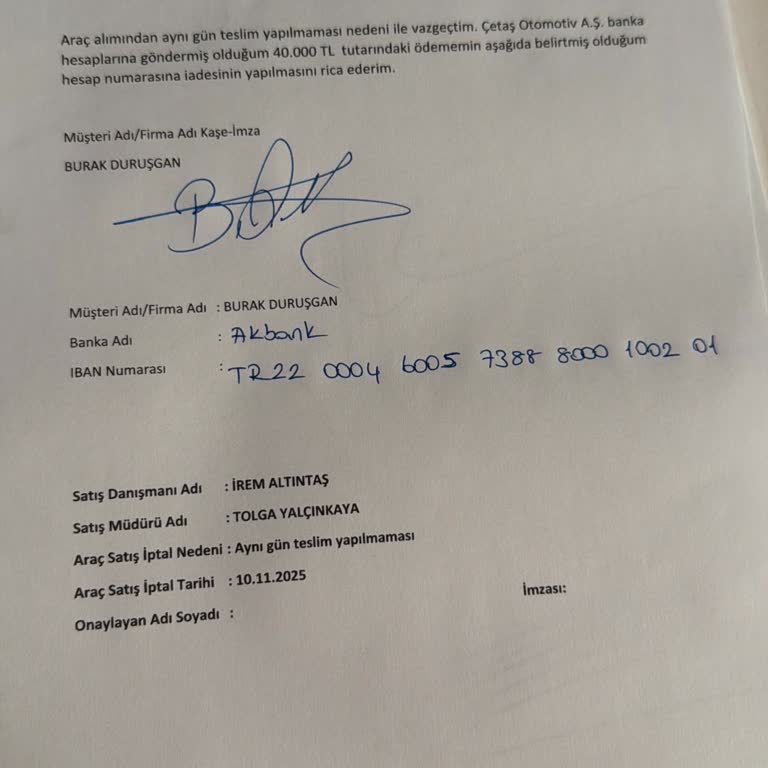 Araç alımından aynı gün teslim yapılmaması nedeni ile vazgeçtim. Çetaş Otomotiv A.Ş. banka
hesaplarına göndermiş olduğum 40.000 TL tutarındaki ödememin aşağıda belirtmiş olduğum
hesap numarasına iadesinin yapılmasını rica ederim.
Müşteri Adı/Firma Adı Kaşe-İmza
BURAK DURUŞGAN
Müşteri Adı/Firma Adı : BURAK DURUŞGAN
Banka Adı : Akbank
IBAN Numarası : TR22 0004 6005 7388 8000 1002 01
Satış Danışmanı Adı : İREM ALTINTAŞ
Satış Müdürü Adı : TOLGA YALÇINKAYA
Araç Satış İptal Nedeni : Aynı gün teslim yapılmaması
Araç Satış İptal Tarihi : 10.11.2025
İmzası:
Onaylayan Adı Soyadı :